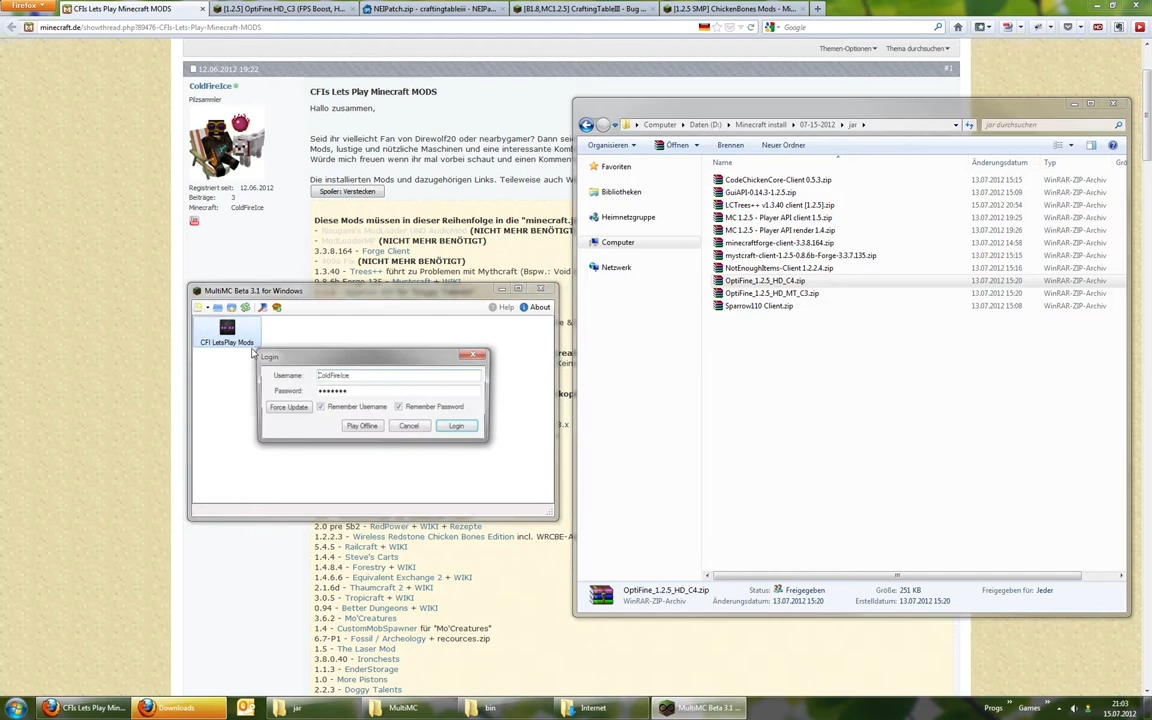 Firefox
CFIs Lets Play Minecraft MODS
[1.2.5] OptiFine HD_C3 (FPS Boost, H...
NEIPatch.zip - craftingtableiii - NEIPa...
[B1.8,MC1.2.5] CraftingTableIII - Bug ...
[1.2.5 SMP] ChickenBones Mods - Mi...
minecraft.de/showthread.php?89476-CFIs-Lets-Play-Minecraft-MODS
Google
Themen-Optionen
Thema durchsuchen
12.06.2012 19:22
#1
ColdFireIce
Pilzsammler
Registriert seit: 12.06.2012
Beiträge: 3
Minecraft: ColdFireIce
CFIs Lets Play Minecraft MODS
Hallo zusammen,
Seid ihr vielleicht Fan von Direwolf20 oder nearbygamer? Dann sei
Mods, lustige und nützliche Maschinen und eine interessante Komb
Würde mich freuen wenn ihr mal vorbei schaut und einen Kommen
Die installierten Mods und dazugehörigen Links. Teilweise auch W
Spoiler: Verstecken
Diese Mods müssen in dieser Reihenfolge in die "minecraft.j
- Risugami's ModLoader UND AudioMod (NICHT MEHR BENÖTIGT)
- ModLoaderMP (NICHT MEHR BENÖTIGT)
3.3.8.164 - Forge Client
(NICHT MEHR BENÖTIGT)
1.3.40 - Trees++ führt zu Problemen mit Mythcraft (Bspw.: Void
2.0 pre 5b2 - RedPower + WIKI + Rezepte
1.2.2.3 - Wireless Redstone Chicken Bones Edition incl. WRCBE-A
5.4.5 - Railcraft + WIKI
1.4.4 - Steve's Carts
1.4.8.4 - Forestry + WIKI
1.4.6.6 - Equivalent Exchange 2 + WIKI
2.1.6d - Thaumcraft 2 + WIKI
3.0.5 - Tropicraft + WIKI
0.94 - Better Dungeons + WIKI
3.6.2 - Mo'Creatures
1.4 - CustomMobSpawner für "Mo'Creatures"
6.7-P1 - Fossil / Archeology + recources.zip
1.5 - The Laser Mod
3.8.0.40 - Ironchests
1.1.3 - EnderStorage
1.0 - More Pistons
2.2.3 - Doggy Talents
MultiMC Beta 3.1 for Windows
Help
About
CFI LetsPlay Mods
Login
Username: ColdFireIce
Password: •••••••
Force Update
Remember Username
Remember Password
Play Offline
Cancel
Login
Computer
Daten (D:)
Minecraft install
07-15-2012
jar
jar durchsuchen
Organisieren
Öffnen
Brennen
Neuer Ordner
Favoriten
Bibliotheken
Heimnetzgruppe
Computer
Netzwerk
Name Änderungsdatum Typ Grö
CodeChickenCore-Client 0.5.3.zip 13.07.2012 15:15 WinRAR-ZIP-Archiv
GuiAPI-0.14.3-1.2.5.zip 13.07.2012 15:09 WinRAR-ZIP-Archiv
LCTrees++ v1.3.40 client [1.2.5].zip 15.07.2012 20:54 WinRAR-ZIP-Archiv
MC 1.2.5 - Player API client 1.5.zip 13.07.2012 19:25 WinRAR-ZIP-Archiv
MC 1.2.5 - Player API render 1.4.zip 13.07.2012 19:26 WinRAR-ZIP-Archiv
minecraftforge-client-3.3.8.164.zip 13.07.2012 14:58 WinRAR-ZIP-Archiv
mystcraft-client-1.2.5-0.8.6b-Forge-3.3.7.135.zip 13.07.2012 15:15 WinRAR-ZIP-Archiv
NotEnoughItems-Client 1.2.2.4.zip 13.07.2012 15:16 WinRAR-ZIP-Archiv
OptiFine_1.2.5_HD_C4.zip 13.07.2012 15:20 WinRAR-ZIP-Archiv
OptiFine_1.2.5_HD_MT_C3.zip 13.07.2012 15:20 WinRAR-ZIP-Archiv
Sparrow110 Client.zip 13.07.2012 15:08 WinRAR-ZIP-Archiv
OptiFine_1.2.5_HD_C4.zip Status: Freigegeben Größe: 251 KB Freigegeben für: Jeder
WinRAR-ZIP-Archiv Änderungsdatum: 13.07.2012 15:20 Erstelldatum: 13.07.2012 15:20
CFIs Lets Play Min...
Downloads
jar
MultiMC
bin
Internet
MultiMC Beta 3.1 ...
Progs
Games
21:03
15.07.2012